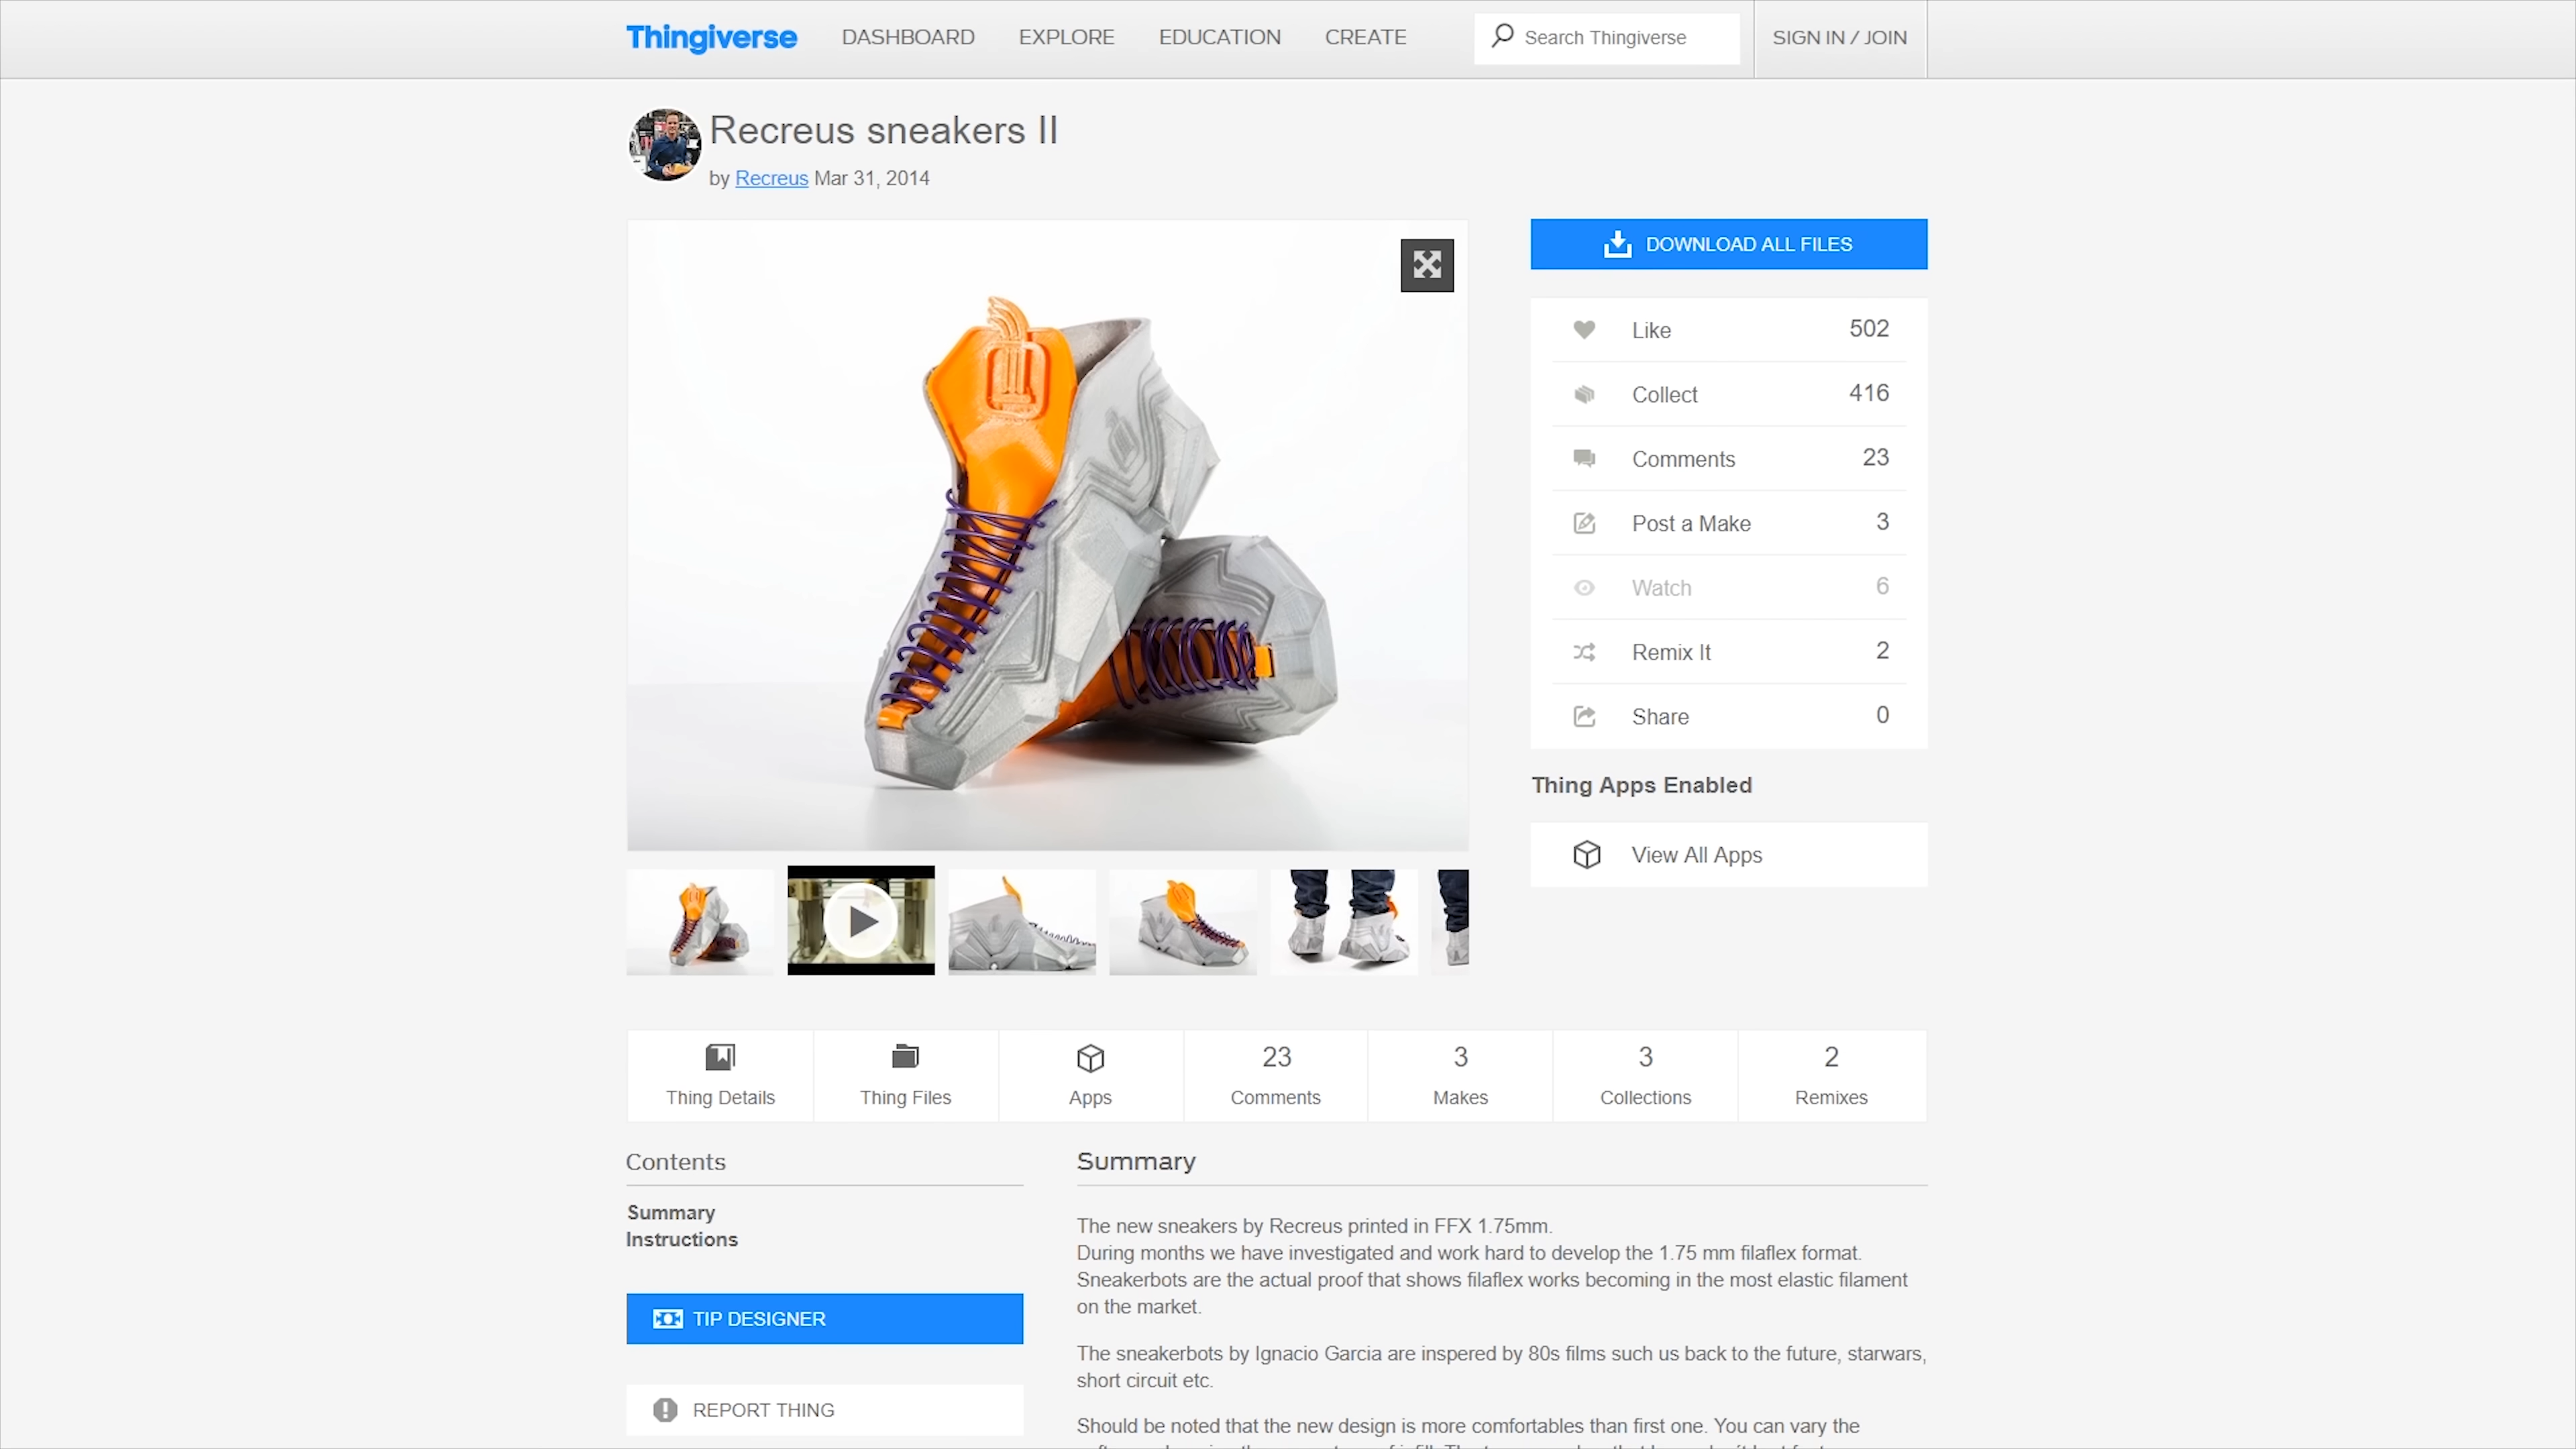 Thingiverse DASHBOARD EXPLORE EDUCATION CREATE Search Thingiverse SIGN IN / JOIN
Recreus sneakers II
by Recreus Mar 31, 2014
DOWNLOAD ALL FILES
Like 502
Collect 416
Comments 23
Post a Make 3
Watch 6
Remix It 2
Share 0
Thing Apps Enabled
View All Apps
Thing Details
Thing Files
Apps
23 Comments
3 Makes
3 Collections
2 Remixes
Contents
Summary
Instructions
TIP DESIGNER
REPORT THING
Summary
The new sneakers by Recreus printed in FFX 1.75mm.
During months we have investigated and work hard to develop the 1.75 mm filaflex format.
Sneakerbots are the actual proof that shows filaflex works becoming in the most elastic filament
on the market.
The sneakerbots by Ignacio Garcia are inspered by 80s films such us back to the future, starwars,
short circuit etc.
Should be noted that the new design is more comfortables than first one. You can vary the